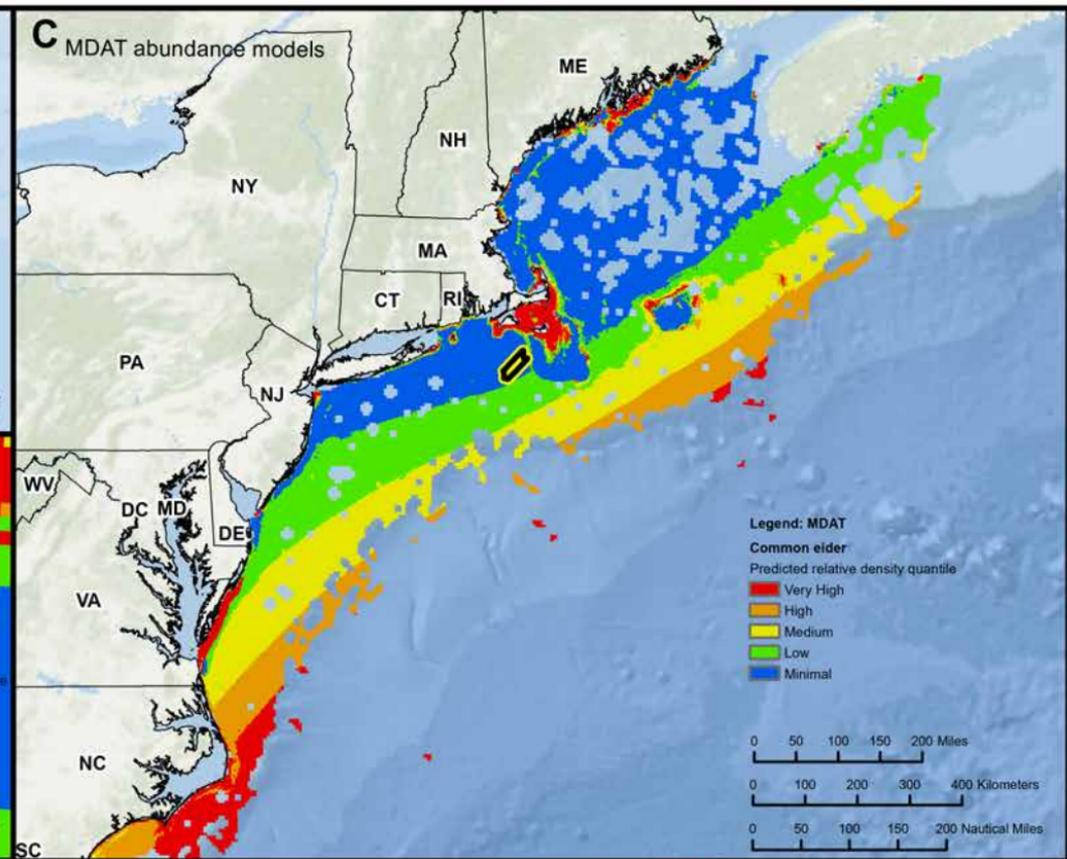 C MDAT abundance models
ME
NH
NY
MA
CT
RI
PA
NJ
WV
DC
MD
DE
VA
NC
SC
Legend: MDAT
Common eider
Predicted relative density quantile
Very High
High
Medium
Low
Minimal
0 50 100 150 200 Miles
0 100 200 300 400 Kilometers
0 50 100 150 200 Nautical Miles